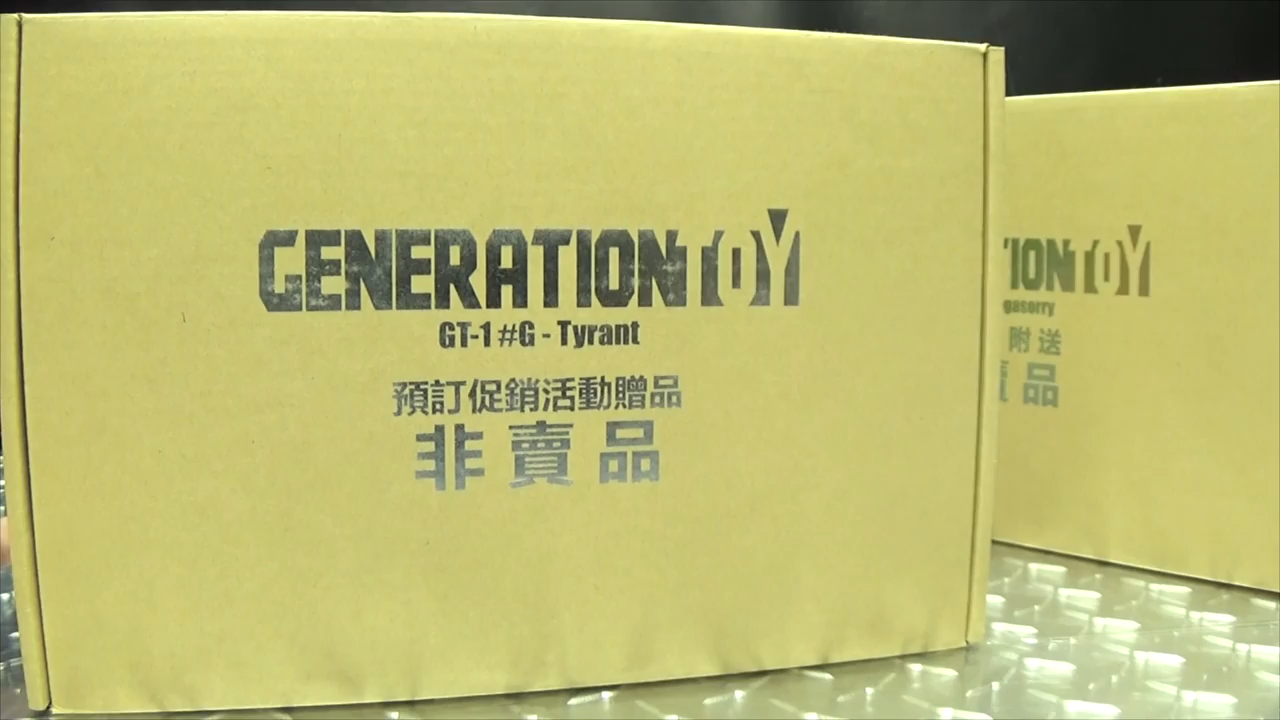 GENERATION TOY
GT-1 #G - Tyrant
預訂促銷活動贈品
非賣品
ION TOY
gasorry
附送
品